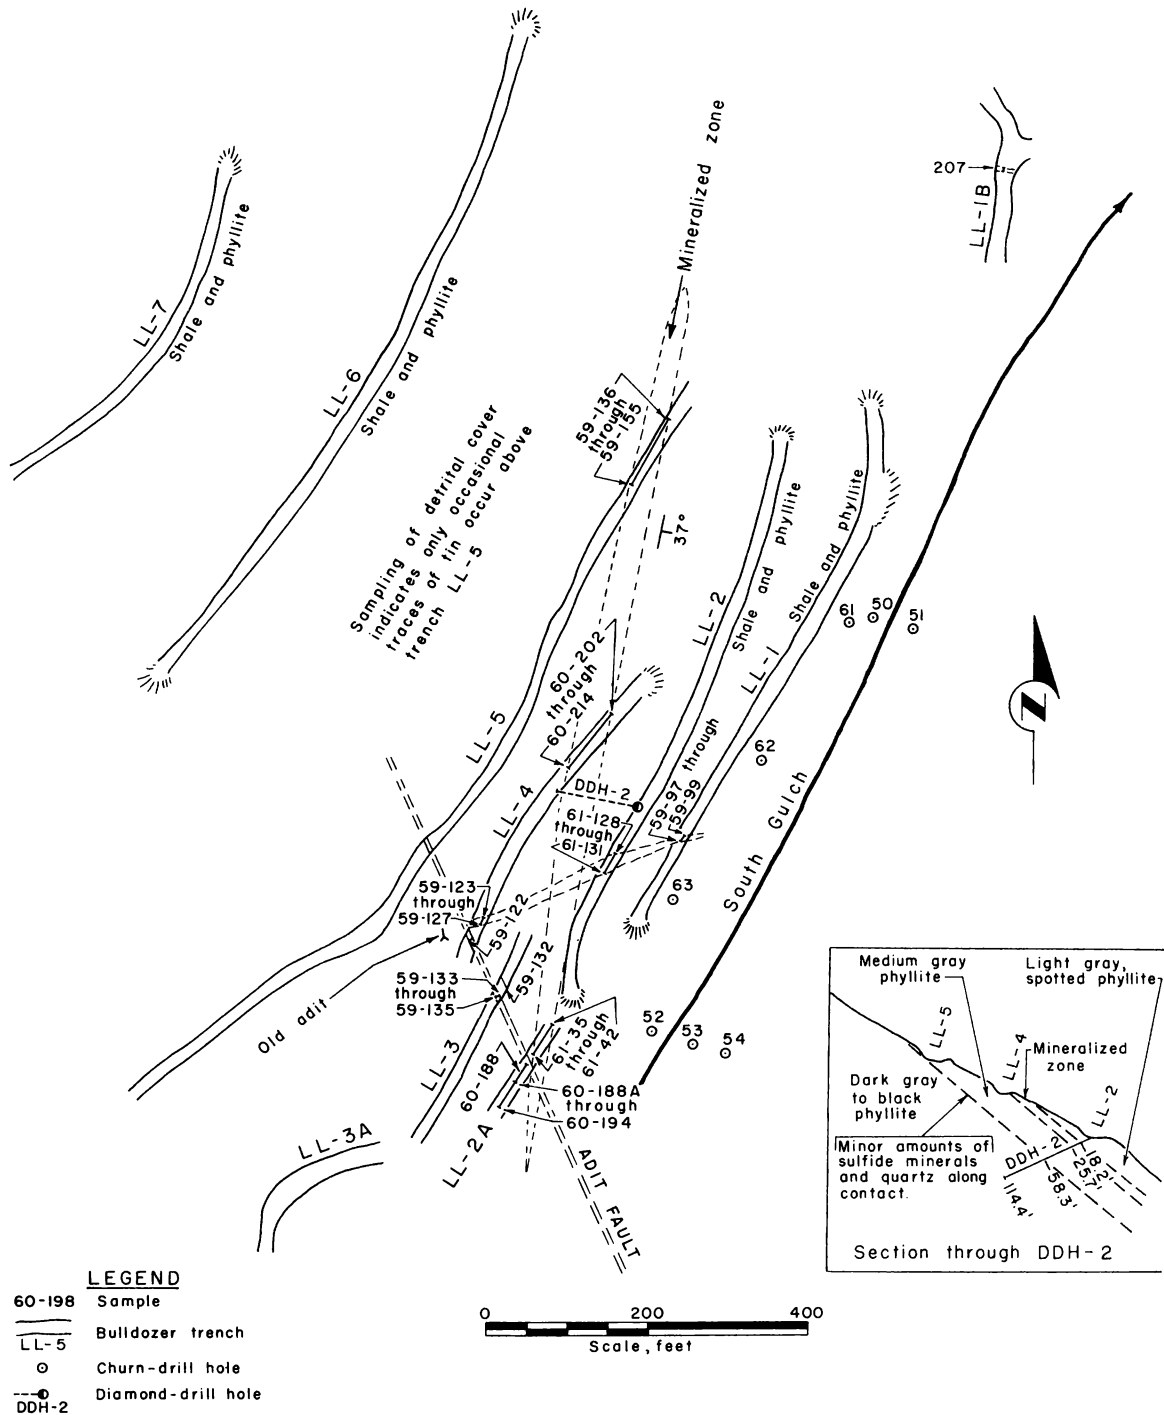 Mineralized zone
207
LL-1B
LL-7
Shale and phyllite
LL-6
Shale and phyllite
Sampling of detrital cover
indicates only occasional
traces of tin occur above
trench LL-5
59-136
through
59-155
37°
LL-2
Shale and phyllite
LL-1
Shale and phyllite
61
50
51
62
63
South Gulch
60-202
through
60-214
LL-5
LL-4
DDH-2
59-97 through
59-99
61-128
through
61-131
59-123
through
59-127
59-122
59-133
through
59-135
59-132
Old adit
LL-3
52
53
54
61-35
through
61-42
60-188
60-188A
through
60-194
LL-2A
LL-3A
ADIT FAULT
Z
Medium gray
phyllite
Light gray,
spotted phyllite
LL-5
LL-4
Mineralized
zone
LL-2
Dark gray
to black
phyllite
Minor amounts of
sulfide minerals
and quartz along
contact.
DDH-2
18.2'
25.7'
58.3'
114.4'
Section through DDH-2
LEGEND
60-198 Sample
LL-5 Bulldozer trench
Churn-drill hole
DDH-2 Diamond-drill hole
0 200 400
Scale, feet